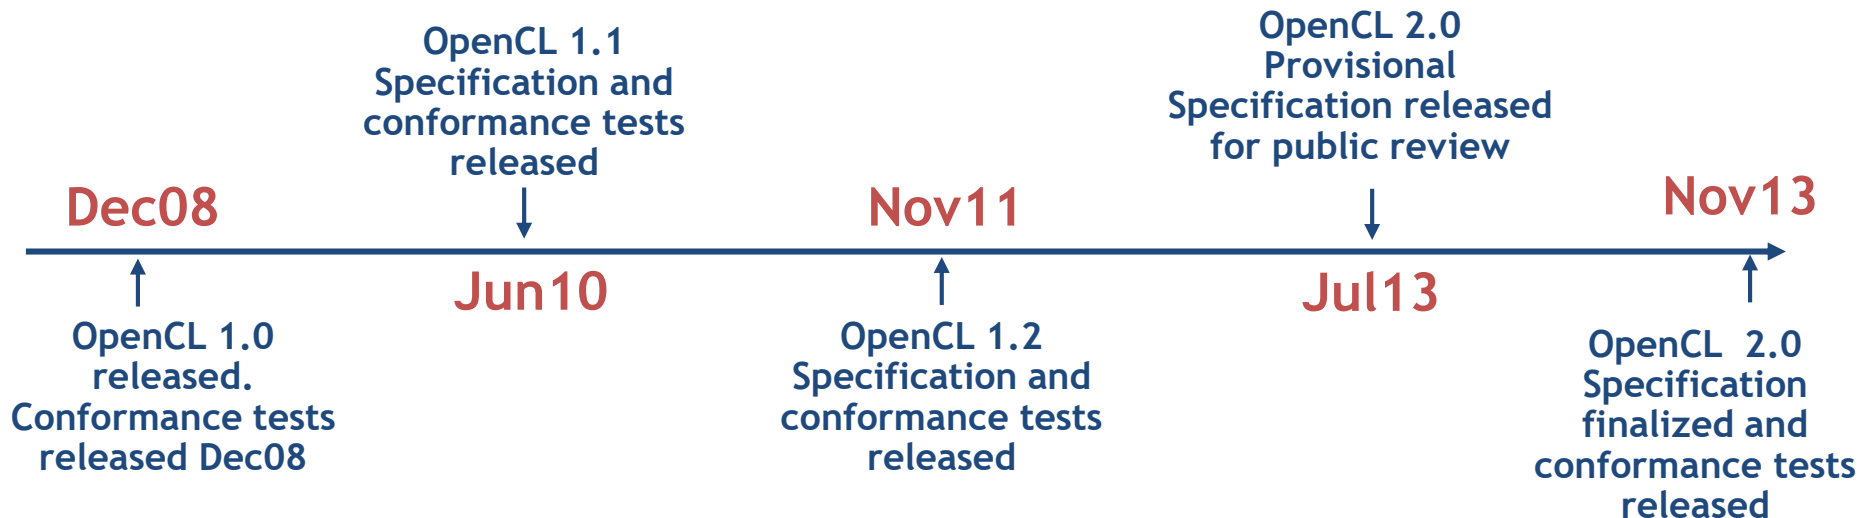 Dec08
OpenCL 1.0
released.
Conformance tests
released Dec08
OpenCL 1.1
Specification and
conformance tests
released
Jun10
Nov11
OpenCL 1.2
Specification and
conformance tests
released
OpenCL 2.0
Provisional
Specification released
for public review
Jul13
Nov13
OpenCL 2.0
Specification
finalized and
conformance tests
released